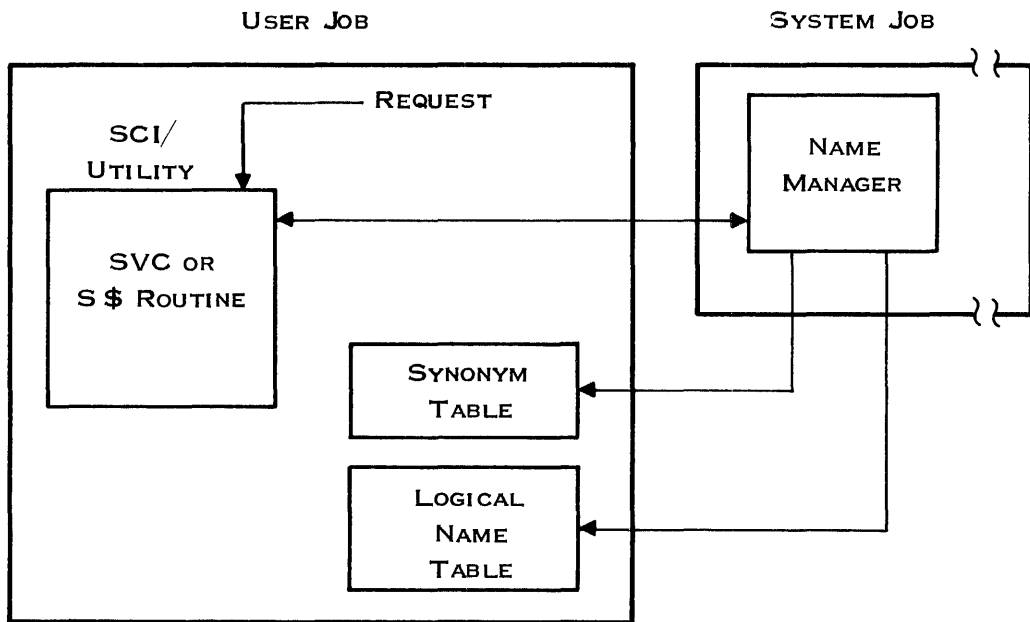 USER JOB
SYSTEM JOB
REQUEST
SCI/
UTILITY
SVC OR
S$ ROUTINE
NAME
MANAGER
SYNONYM
TABLE
LOGICAL
NAME
TABLE